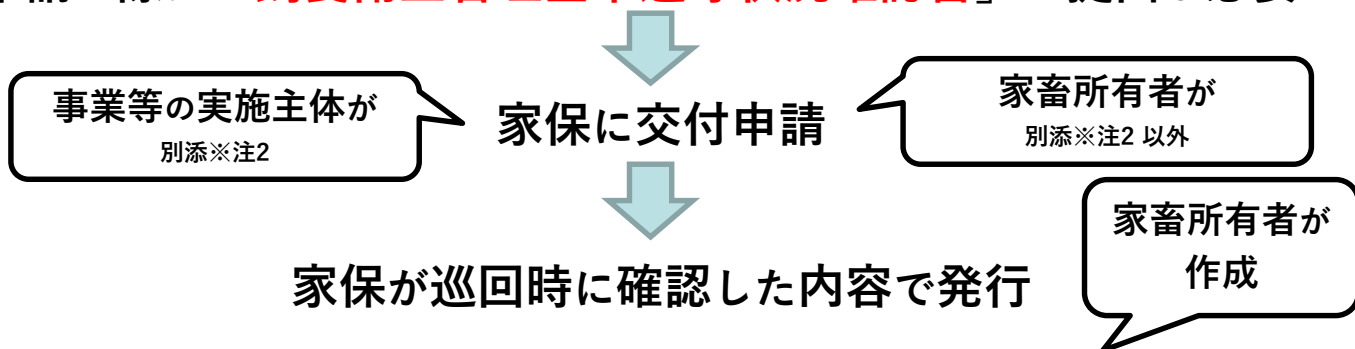 事業等の実施主体が
別添※注2
家保に交付申請
家畜所有者が
別添※注2 以外
家保が巡回時に確認した内容で発行
家畜所有者が
作成